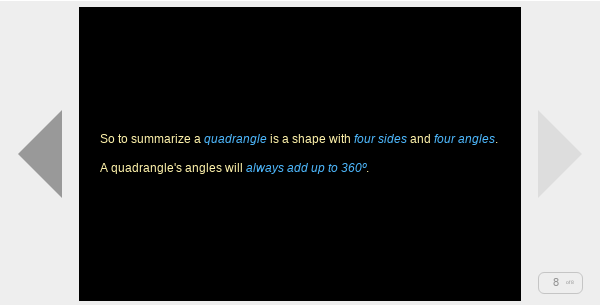 So to summarize a quadrangle is a shape with four sides and four angles.
A quadrangle's angles will always add up to 360º.
8